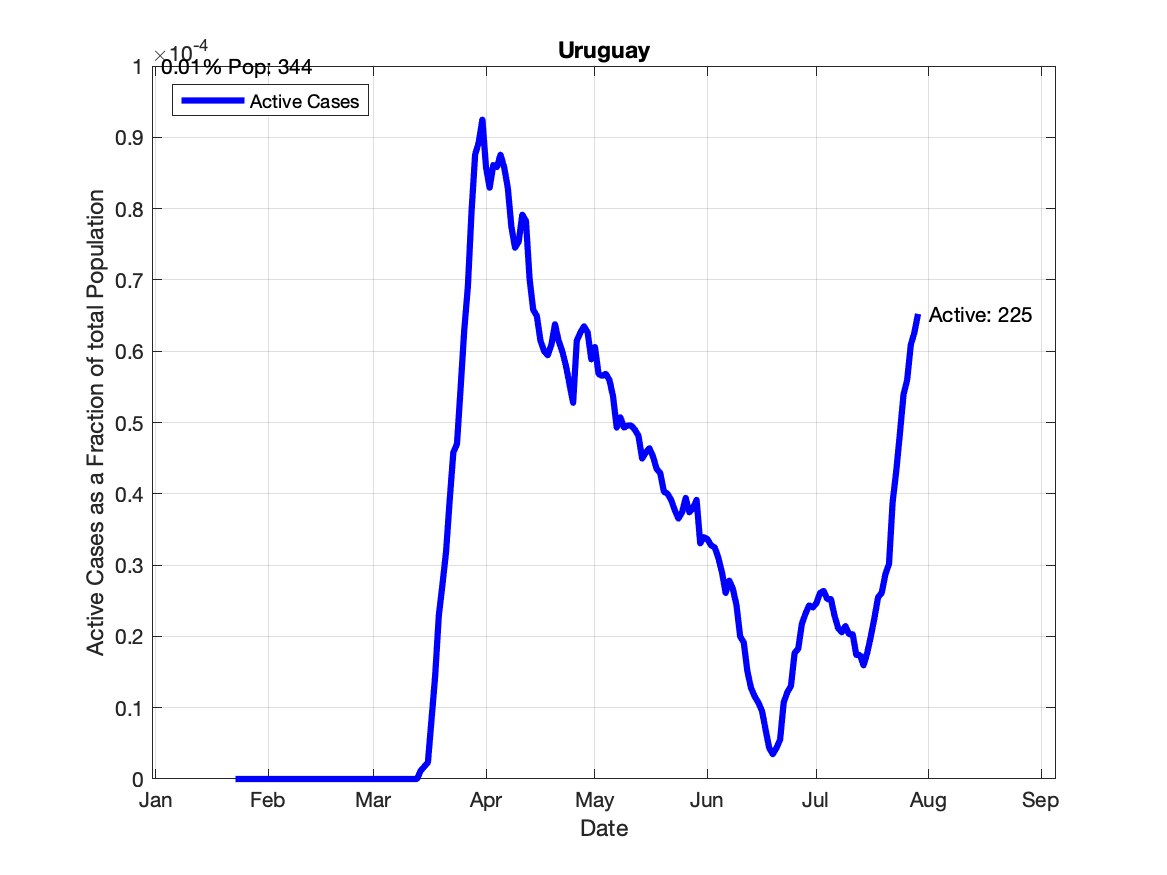 Uruguay
×10-4
0.01% Pop: 344
Active Cases
Active: 225
Active Cases as a Fraction of total Population
1
0.9
0.8
0.7
0.6
0.5
0.4
0.3
0.2
0.1
0
Jan Feb Mar Apr May Jun Jul Aug Sep
Date